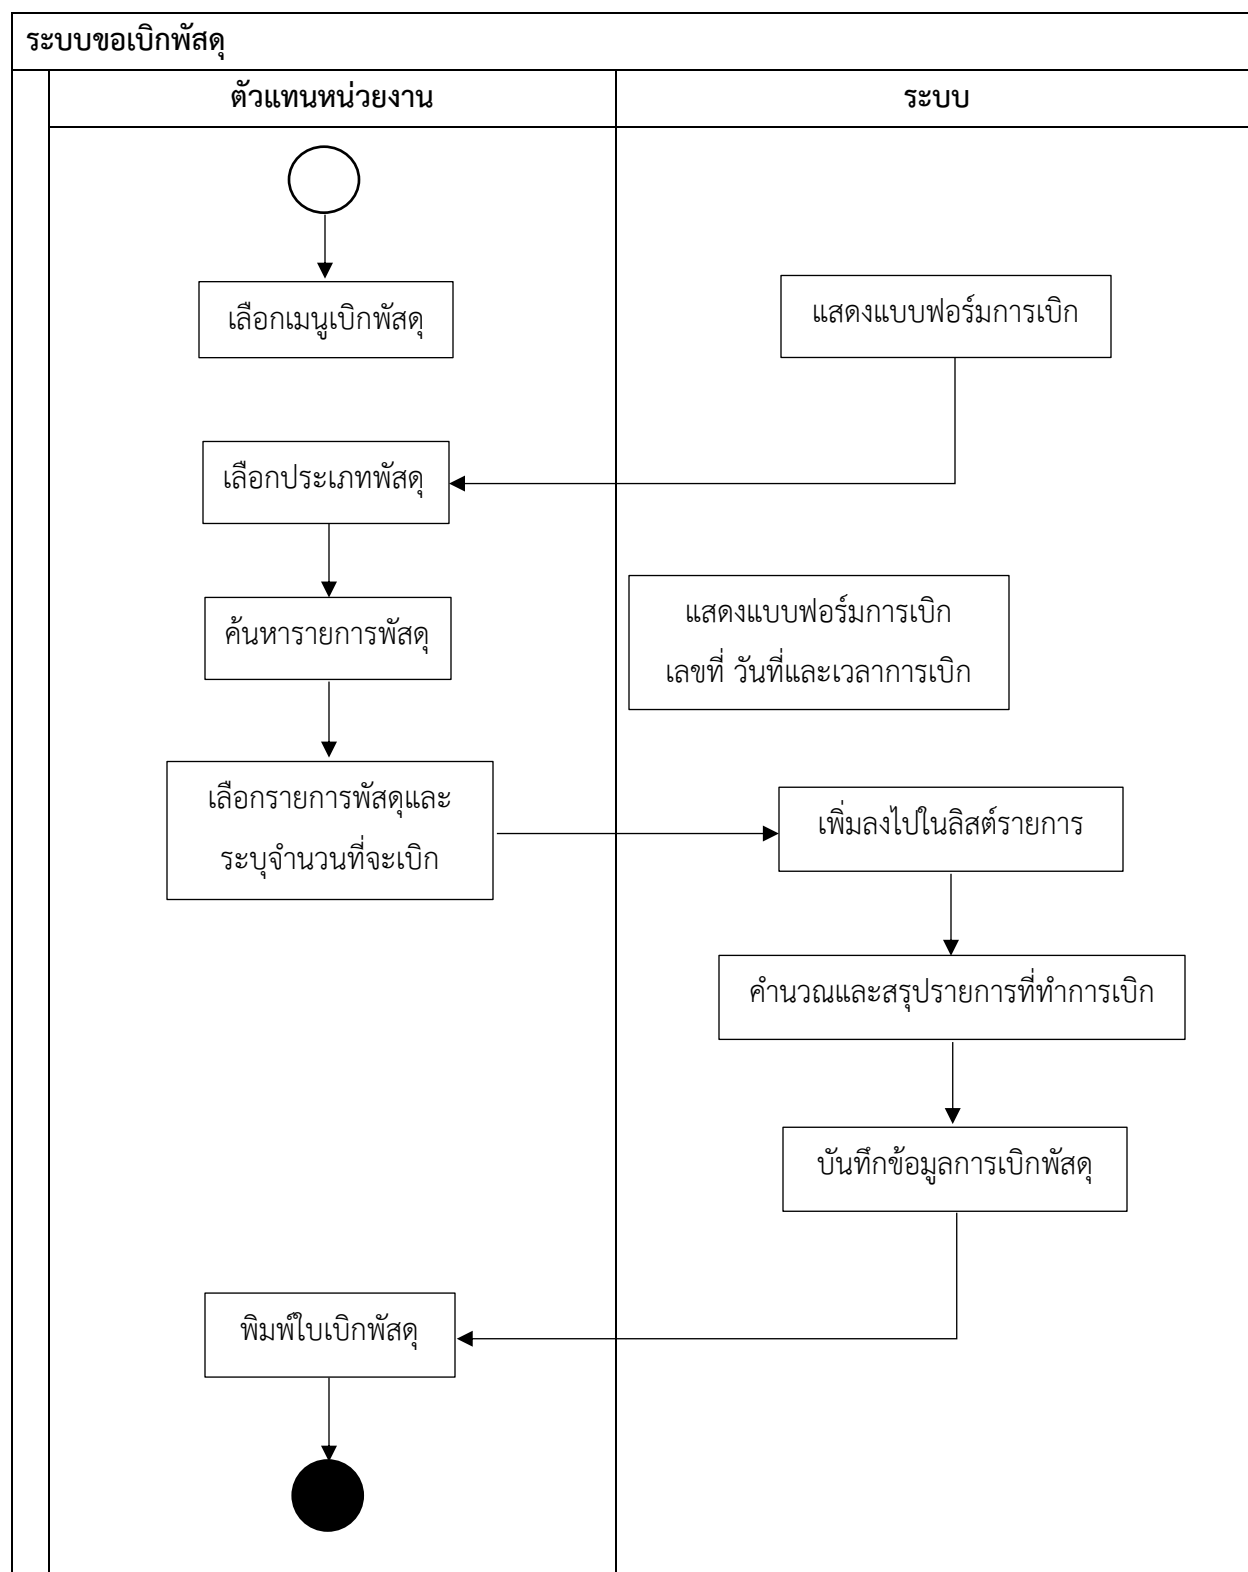 ระบบขอเบิกพัสดุ
ตัวแทนหน่วยงาน
ระบบ
เลือกเมนูเบิกพัสดุ
แสดงแบบฟอร์มการเบิก
เลือกประเภทพัสดุ
ค้นหารายการพัสดุ
แสดงแบบฟอร์มการเบิก
เลขที่ วันที่และเวลาการเบิก
เลือกรายการพัสดุและ
ระบุจำนวนที่จะเบิก
เพิ่มลงไปในลิสต์รายการ
คำนวณและสรุปรายการที่ทำการเบิก
บันทึกข้อมูลการเบิกพัสดุ
พิมพ์ใบเบิกพัสดุ